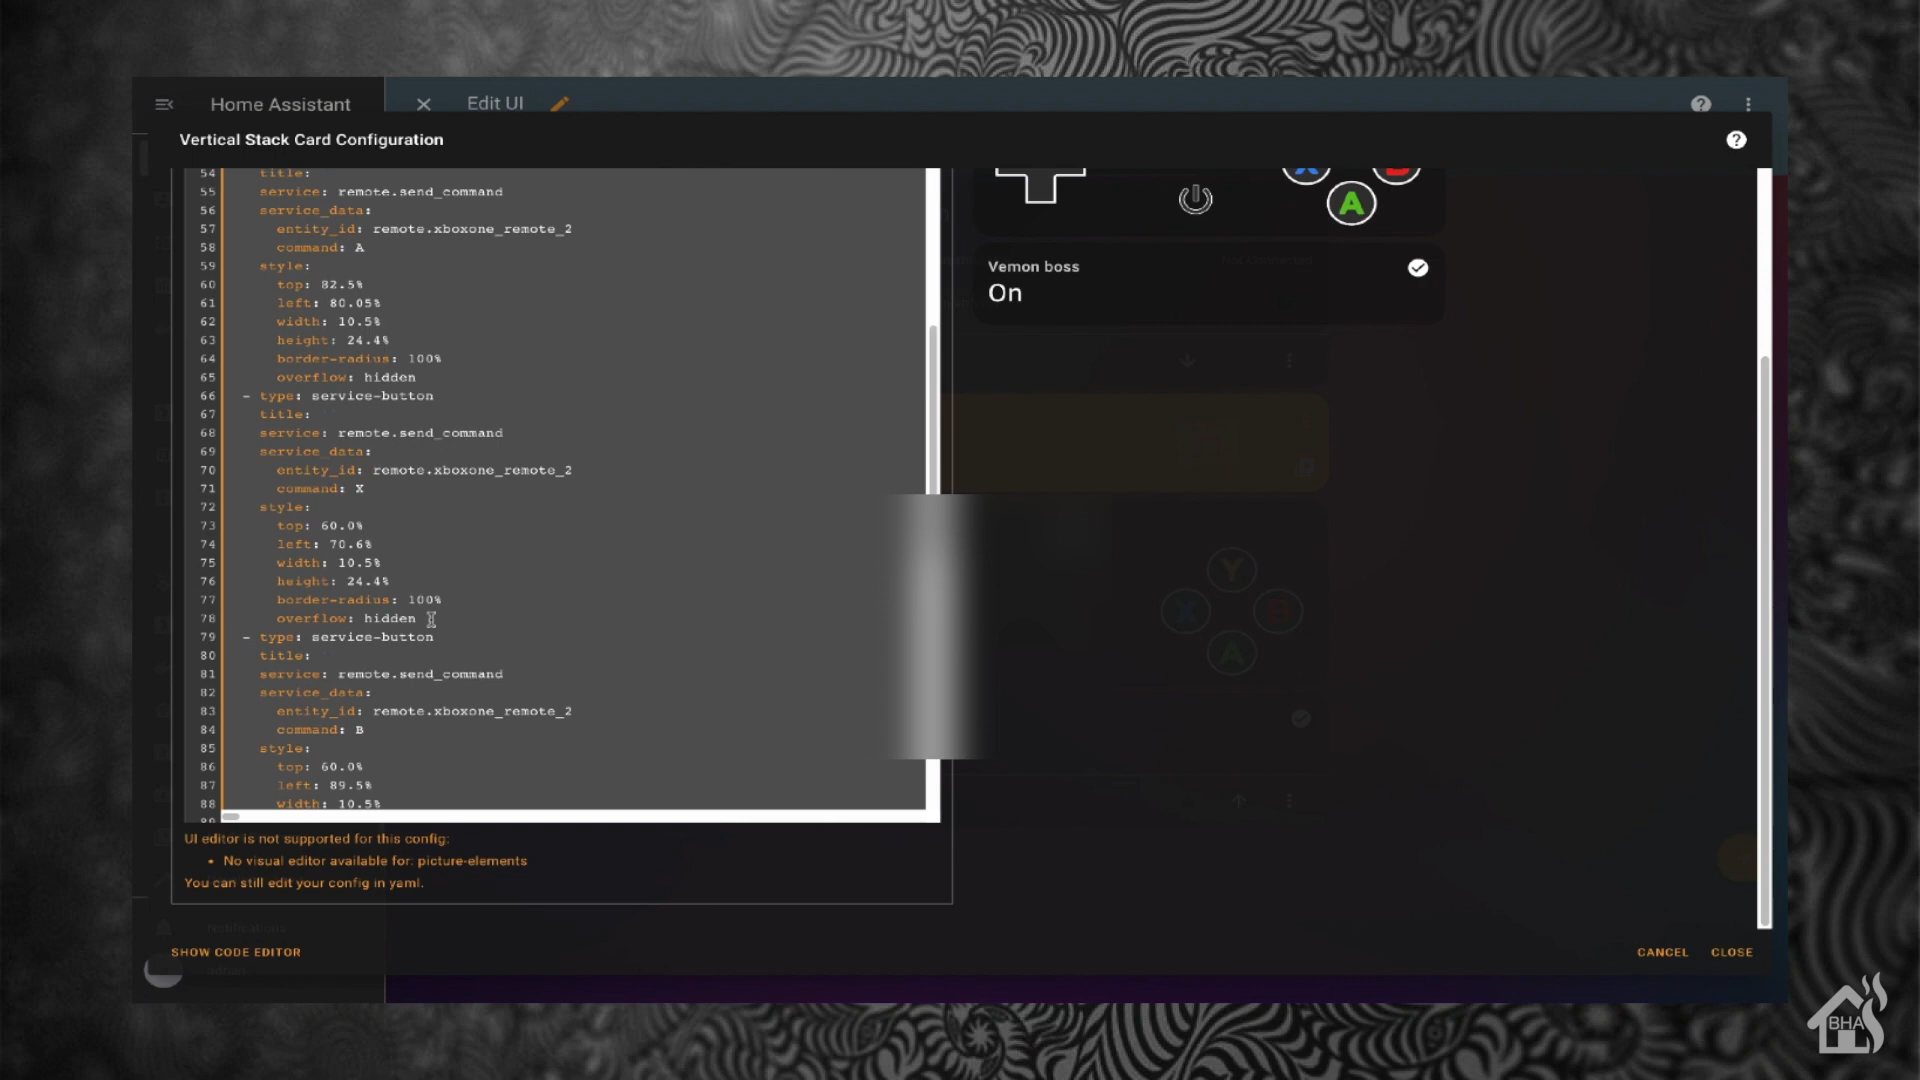 Home Assistant
Edit UI
Vertical Stack Card Configuration
54 title:
55 service: remote.send_command
56 service_data:
57 entity_id: remote.xboxone_remote_2
58 command: A
59 style:
60 top: 82.5%
61 left: 80.05%
62 width: 10.5%
63 height: 24.4%
64 border-radius: 100%
65 overflow: hidden
66 - type: service-button
67 title:
68 service: remote.send_command
69 service_data:
70 entity_id: remote.xboxone_remote_2
71 command: X
72 style:
73 top: 60.0%
74 left: 70.6%
75 width: 10.5%
76 height: 24.4%
77 border-radius: 100%
78 overflow: hidden
79 - type: service-button
80 title:
81 service: remote.send_command
82 service_data:
83 entity_id: remote.xboxone_remote_2
84 command: B
85 style:
86 top: 60.0%
87 left: 89.5%
88 width: 10.5%
89
UI editor is not supported for this config:
• No visual editor available for: picture-elements
You can still edit your config in yaml.
SHOW CODE EDITOR
X B
A
Vemon boss
On
Y
X B
A
Notifications
CANCEL CLOSE
BHA